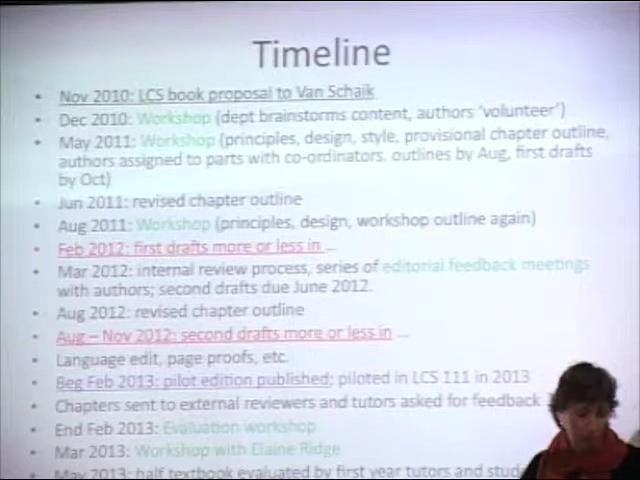 Timeline
• Nov 2010: LCS book proposal to Van Schaik
• Dec 2010: Workshop (dept brainstorms content, authors 'volunteer')
• May 2011: Workshop (principles, design, style, provisional chapter outline,
authors assigned to parts with co-ordinators. outlines by Aug, first drafts
by Oct)
• Jun 2011: revised chapter outline
• Aug 2011: Workshop (principles, design, workshop outline again)
• Feb 2012: first drafts more or less in ...
• Mar 2012: internal review process, series of editorial feedback meetings
with authors; second drafts due June 2012.
• Aug 2012: revised chapter outline
• Aug – Nov 2012: second drafts more or less in ...
• Language edit, page proofs, etc.
• Beg Feb 2013: pilot edition published; piloted in LCS 111 in 2013
• Chapters sent to external reviewers and tutors asked for feedback
• End Feb 2013: Evaluation workshop
• Mar 2013: Workshop with Elaine Ridge
• May 2013: half textbook evaluated by first year tutors and